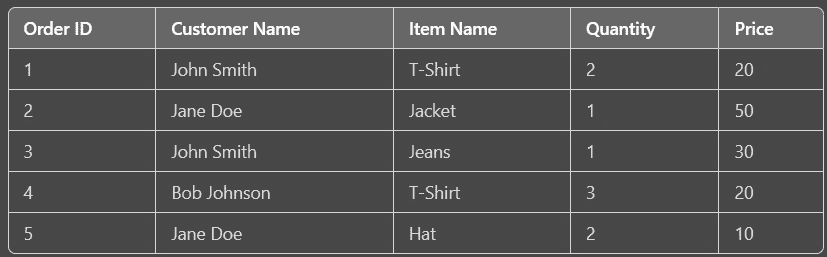 Order ID Customer Name Item Name Quantity Price
1 John Smith T-Shirt 2 20
2 Jane Doe Jacket 1 50
3 John Smith Jeans 1 30
4 Bob Johnson T-Shirt 3 20
5 Jane Doe Hat 2 10